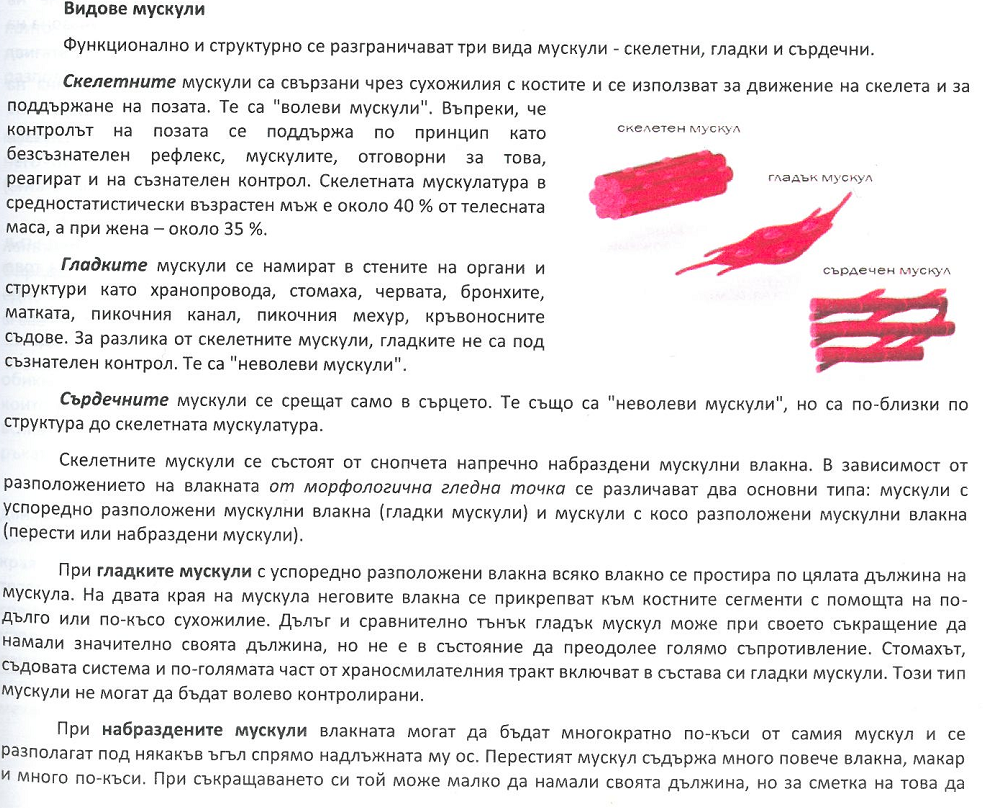 Видове мускули
Функционално и структурно се разграничават три вида мускули - скелетни, гладки и сърдечни.
Скелетните мускули са свързани чрез сухожилия с костите и се използват за движение на скелета и за
поддържане на позата. Те са "волеви мускули". Въпреки, че
контролът на позата се поддържа по принцип като
безсъзнателен рефлекс, мускулите, отговорни за това,
реагират и на съзнателен контрол. Скелетната мускулатура в
средностатистически възрастен мъж е около 40 % от телесната
маса, а при жена – около 35 %.
скелетен мускул
гладък мускул
сърдечен мускул
Гладките мускули се намират в стените на органи и
структури като хранопровода, стомаха, червата, бронхите,
матката, пикочния канал, пикочния мехур, кръвоносните
съдове. За разлика от скелетните мускули, гладките не са под
съзнателен контрол. Те са "неволеви мускули".
Сърдечните мускули се срещат само в сърцето. Те също са "неволеви мускули", но са по-близки по
структура до скелетната мускулатура.
Скелетните мускули се състоят от снопчета напречно набраздени мускулни влакна. В зависимост от
разположението на влакната от морфологична гледна точка се различават два основни типа: мускули с
успоредно разположени мускулни влакна (гладки мускули) и мускули с косо разположени мускулни влакна
(перести или набраздени мускули).
При гладките мускули с успоредно разположени влакна всяко влакно се простира по цялата дължина на
мускула. На двата края на мускула неговите влакна се прикрепват към костните сегменти с помощта на по-
дълго или по-късо сухожилие. Дълъг и сравнително тънък гладък мускул може при своето съкращение да
намали значително своята дължина, но не е в състояние да преодолее голямо съпротивление. Стомахът,
съдовата система и по-голямата част от храносмилателния тракт включват в състава си гладки мускули. Този тип
мускули не могат да бъдат волево контролирани.
При набраздените мускули влакната могат да бъдат многократно по-къси от самия мускул и се
разполагат под някакъв ъгъл спрямо надлъжната му ос. Перестият мускул съдържа много повече влакна, макар
и много по-къси. При съкращаването си той може малко да намали своята дължина, но за сметка на това да